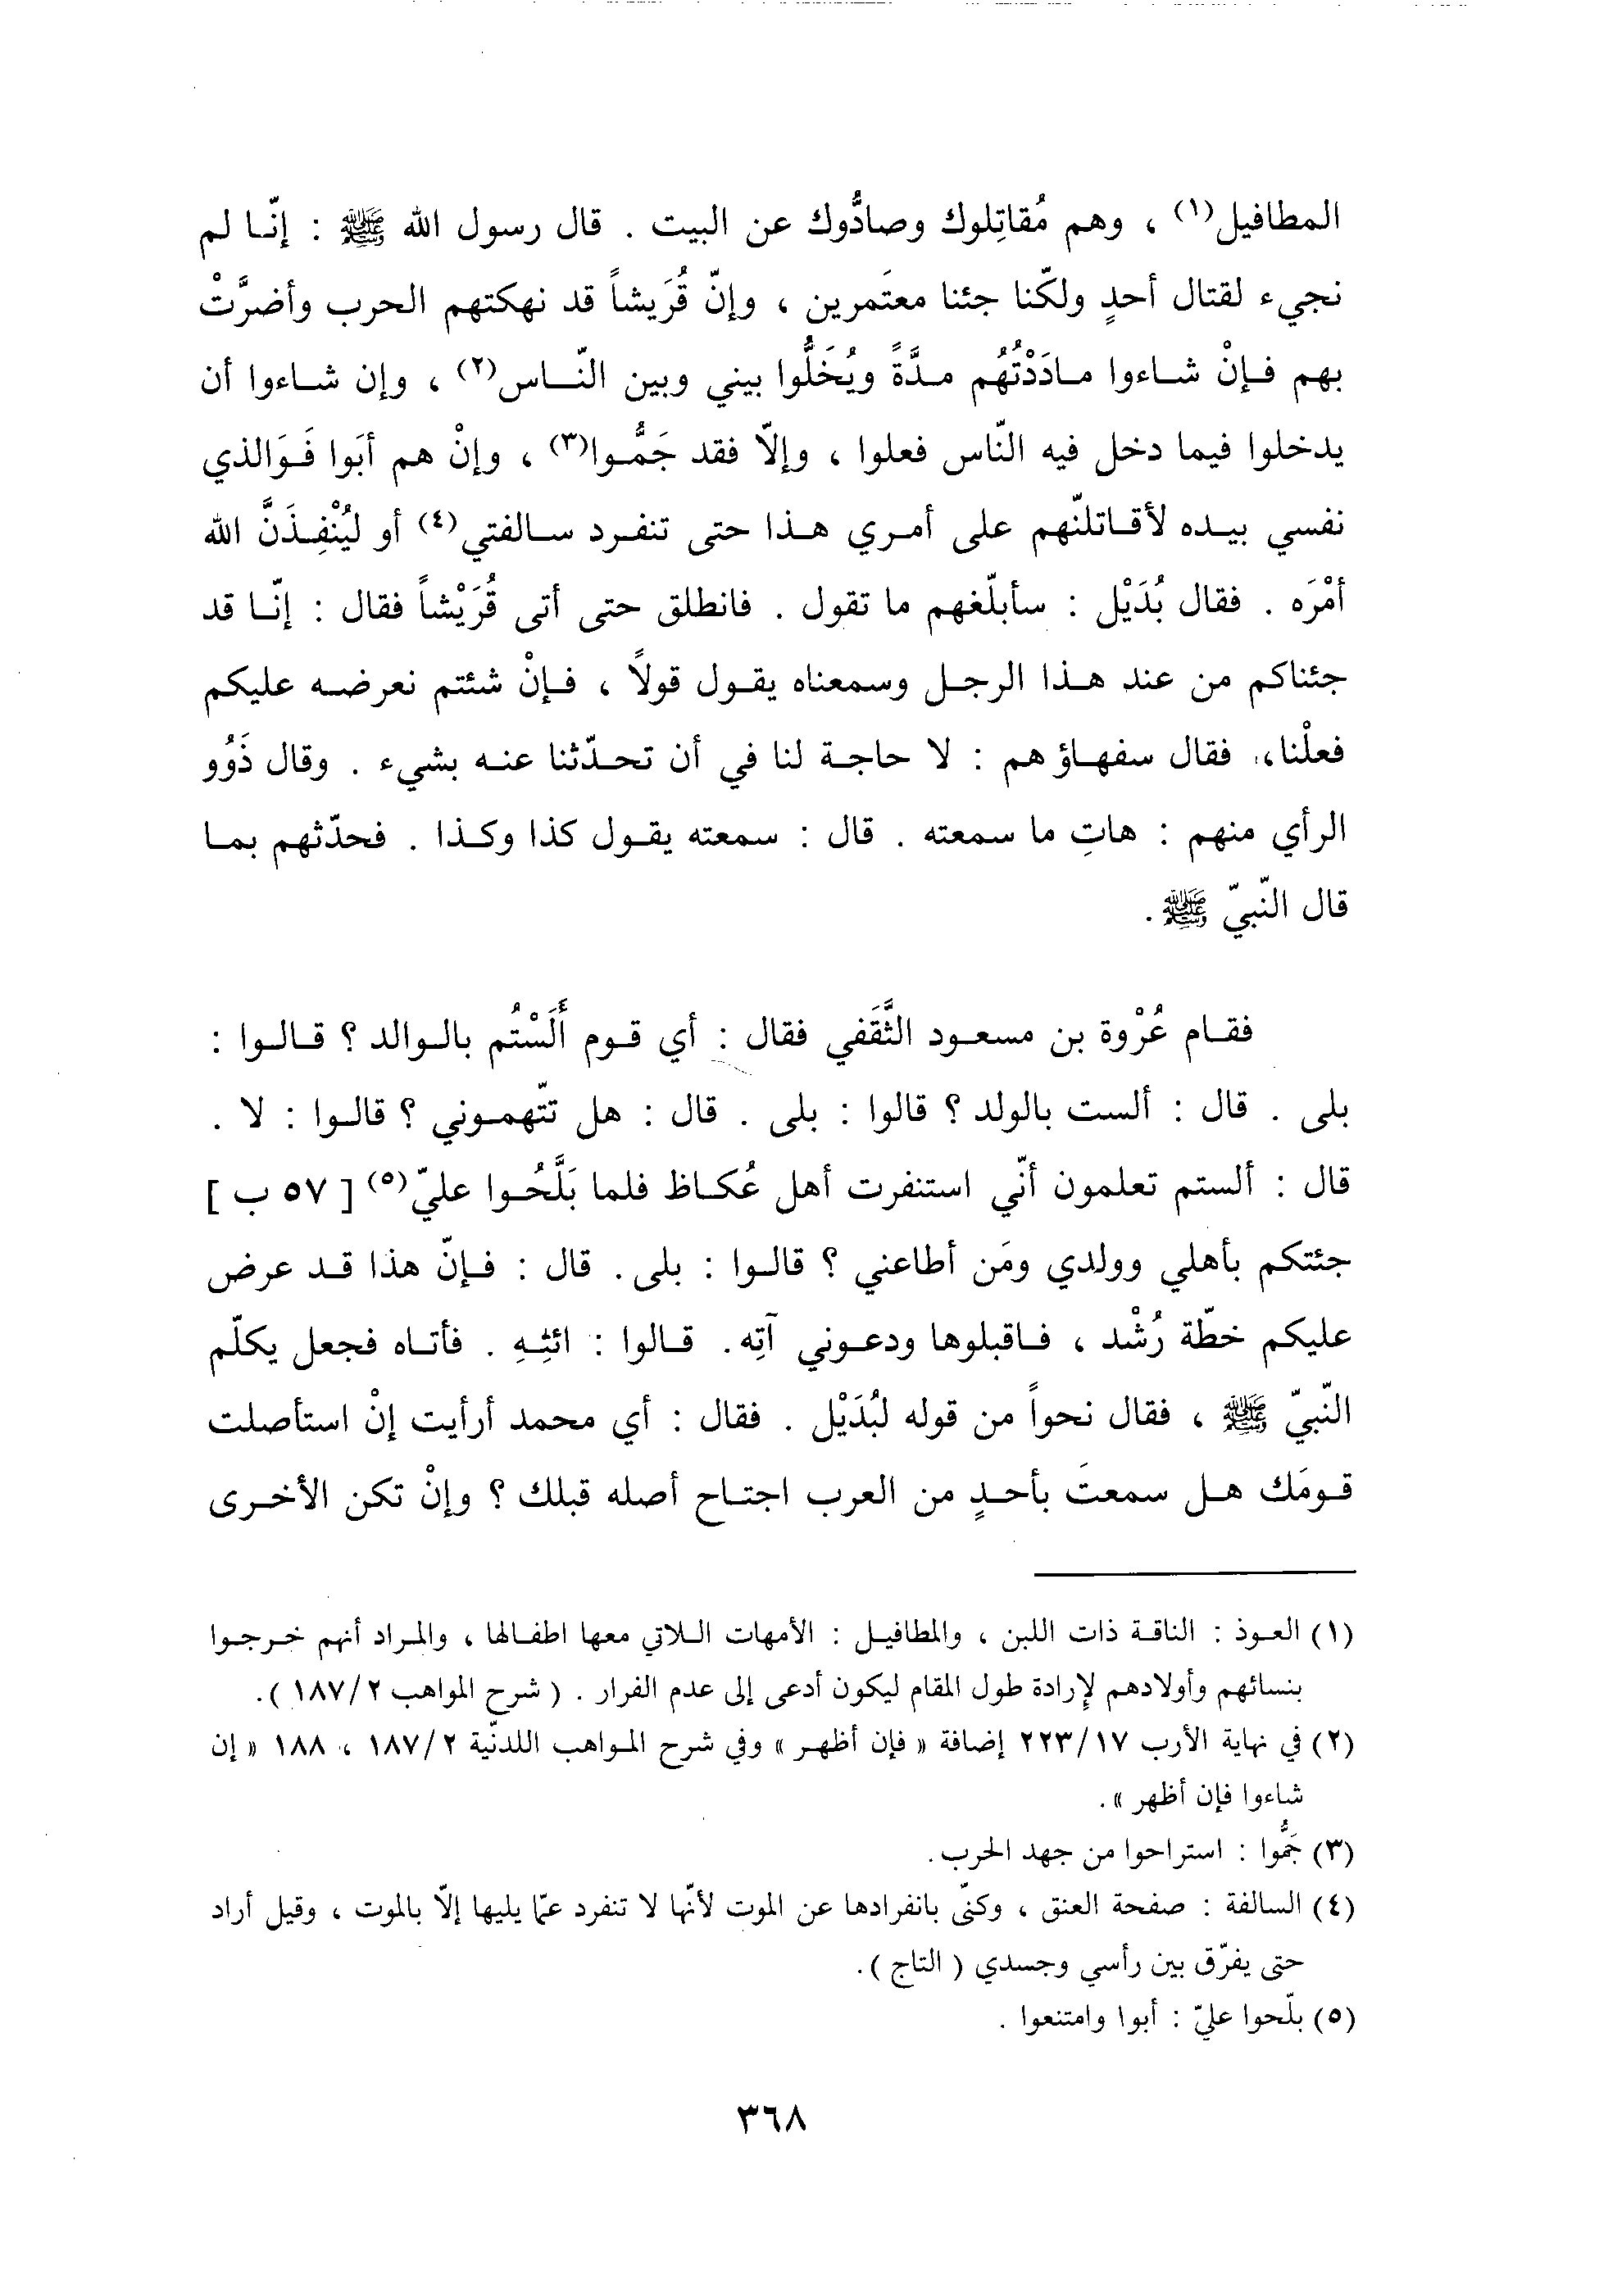 المطافيل(١) ، وهم مُقاتِلوك وصادُّوك عن البيت . قال رسول الله ﷺ : إنّا لم
نجيء لقتال أحدٍ ولكنّا جئنا معتَمرين ، وإنّ قُرَيشاً قد نهكتهم الحرب وأضرَّتْ
بهم فإنْ شاءوا مادَدْتُهُم مدَّةً ويُخَلُّوا بيني وبين النّاس(٢) ، وإن شاءوا أن
يدخلوا فيما دخل فيه النّاس فعلوا ، وإلّا فقد جَمُّوا(٣) ، وإنْ هم أبَوا فَوَالذي
نفسي بيده لأقاتلنّهم على أمري هذا حتى تنفرد سالفتي(٤) أو ليُنْفِذَنَّ الله
أمْرَه . فقال بُدَيْل : سأبلّغهم ما تقول . فانطلق حتى أتى قُرَيْشاً فقال : إنّا قد
جئناكم من عند هذا الرجل وسمعناه يقول قولاً ، فإنْ شئتم نعرضه عليكم
فعلْنا، فقال سفهاؤهم : لا حاجة لنا في أن تحدّثنا عنه بشيء . وقال ذَوُو
الرأي منهم : هاتِ ما سمعته . قال : سمعته يقول كذا وكذا . فحدّثهم بما
قال النّبيّ ﷺ .
فقام عُرْوة بن مسعود الثَّقَفي فقال : أي قوم أَلَسْتُم بالوالد ؟ قالوا :
بلى . قال : ألست بالولد ؟ قالوا : بلى . قال : هل تتّهموني ؟ قالوا : لا .
قال : ألستم تعلمون أنّي استنفرت أهل عُكاظ فلما بَلَّحُوا عليّ(٥) [ ٥٧ ب ]
جئتكم بأهلي وولدي ومَن أطاعني ؟ قالوا : بلى. قال : فإنّ هذا قد عرض
عليكم خطّة رُشْد ، فاقبلوها ودعوني آتِه. قالوا : ائتِهِ . فأتاه فجعل يكلّم
النّبيّ ﷺ ، فقال نحواً من قوله لبُدَيْل . فقال : أي محمد أرأيت إنْ استأصلت
قومَك هل سمعتَ بأحدٍ من العرب اجتاح أصله قبلك ؟ وإنْ تكن الأخرى
(١) العوذ : الناقة ذات اللبن ، والمطافيل : الأمهات اللاتي معها اطفالها ، والمراد أنهم خرجوا
بنسائهم وأولادهم لإرادة طول المقام ليكون أدعى إلى عدم الفرار . ( شرح المواهب ١٨٧/٢ ).
(٢) في نهاية الأرب ٢٢٣/١٧ إضافة « فإن أظهر » وفي شرح المواهب اللدنّية ١٨٧/٢ ، ١٨٨ « إن
شاءوا فإن أظهر ».
(٣) جَمُّوا : استراحوا من جهد الحرب.
(٤) السالفة : صفحة العنق ، وكنّى بانفرادها عن الموت لأنّها لا تنفرد عمّا يليها إلّا بالموت ، وقيل أراد
حتى يفرّق بين رأسي وجسدي ( التاج ).
(٥) بلّحوا عليّ : أبوا وامتنعوا .
٣٦٨